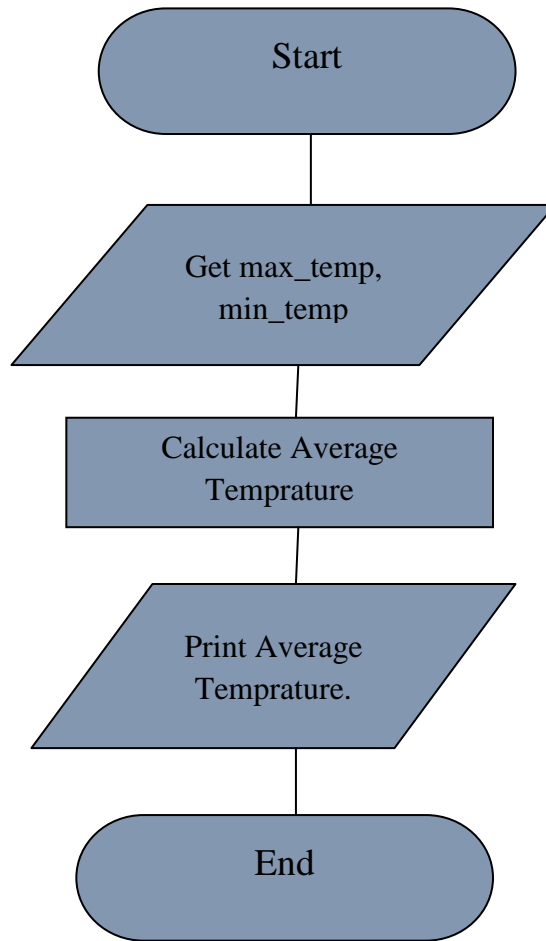 Start
Get max_temp,
min_temp
Calculate Average
Temprature
Print Average
Temprature.
End